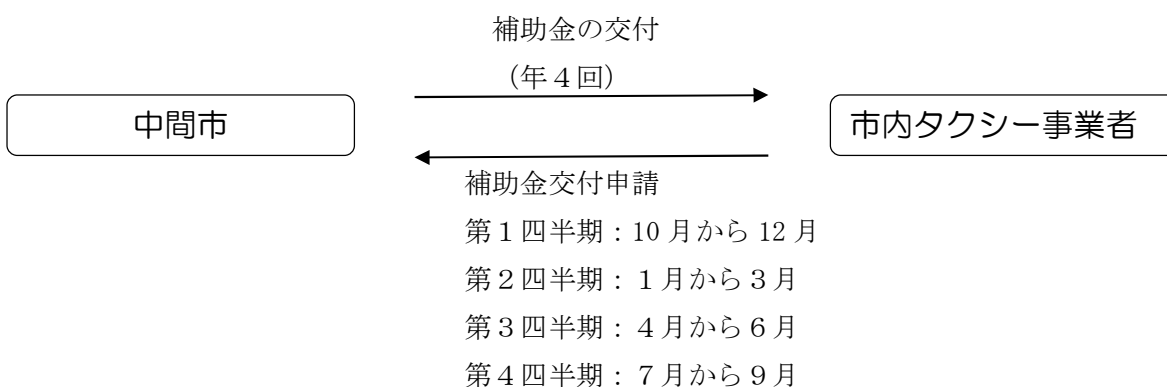 補助金の交付
（年４回）
中間市
市内タクシー事業者
補助金交付申請
第１四半期：10 月から 12 月
第２四半期：１月から３月
第３四半期：４月から６月
第４四半期：７月から９月